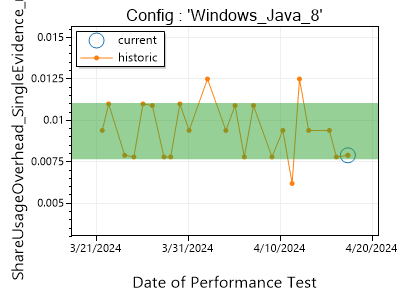 Config : 'Windows_Java_8'
current
historic
0.015
0.0125
0.01
0.0075
0.005
3/21/2024
3/31/2024
4/10/2024
4/20/2024
Date of Performance Test
ShareUsageOverhead_SingleEvidence_